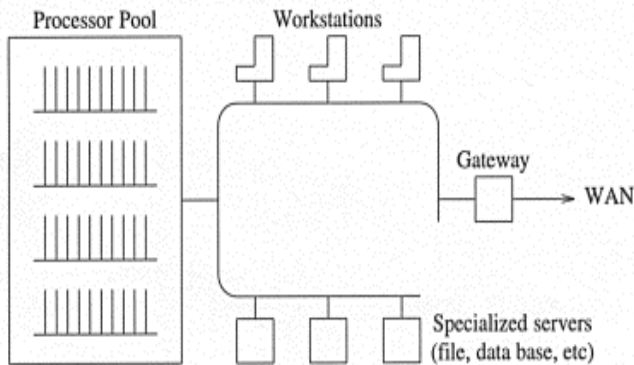 Processor Pool
Workstations
Gateway
WAN
Specialized servers
(file, data base, etc)